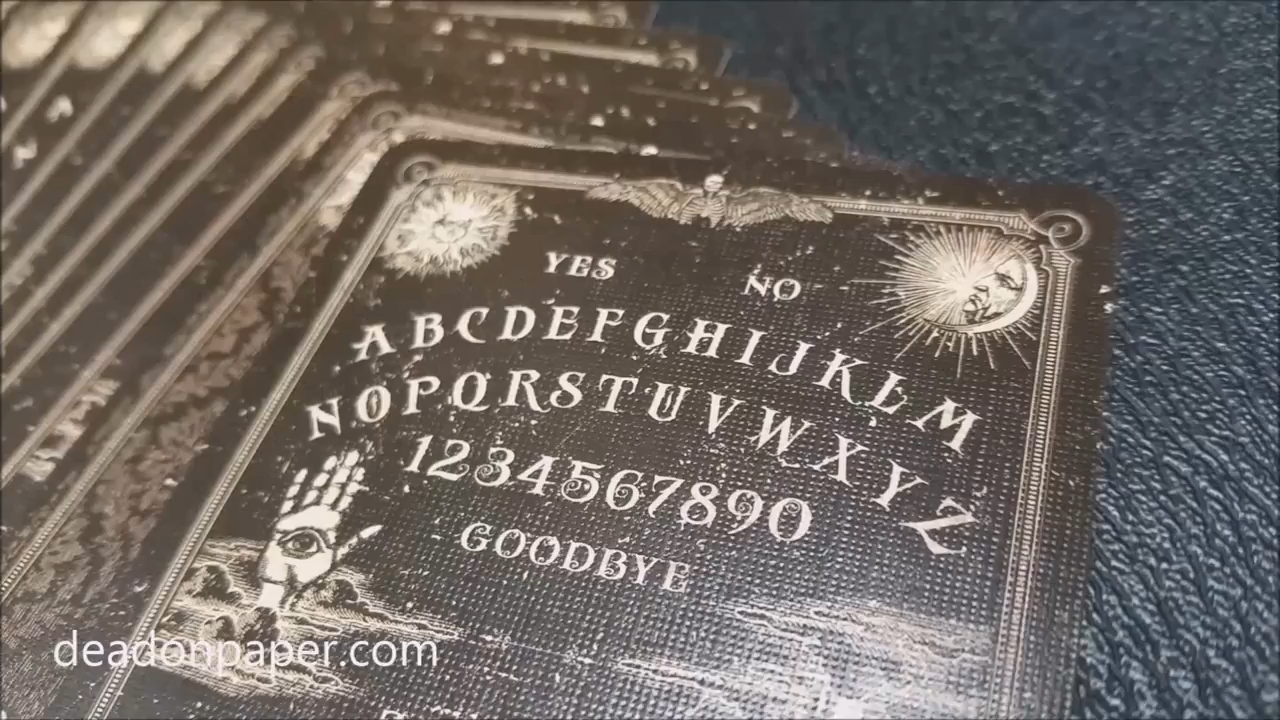 YES NO
ABCDEFGHIJKLM
NOPQRSTUVWXYZ
1234567890
GOODBYE
deadonpaper.com